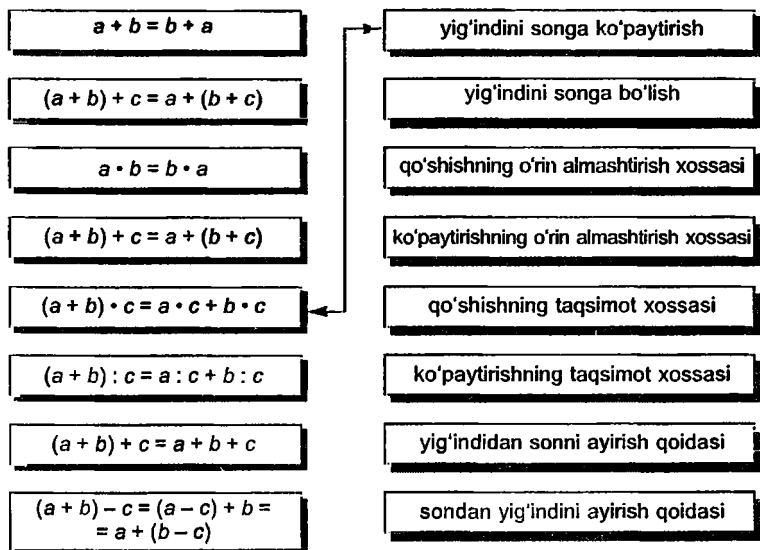 a + b = b + a
(a + b) + c = a + (b + c)
a • b = b • a
(a + b) + c = a + (b + c)
(a + b) • c = a • c + b • c
(a + b) : c = a : c + b : c
(a + b) + c = a + b + c
(a + b) – c = (a – c) + b =
= a + (b – c)
yig‘indini songa ko‘paytirish
yig‘indini songa bo‘lish
qo‘shishning o‘rin almashtirish xossasi
ko‘paytirishning o‘rin almashtirish xossasi
qo‘shishning taqsimot xossasi
ko‘paytirishning taqsimot xossasi
yig‘indidan sonni ayirish qoidasi
sondan yig‘indini ayirish qoidasi